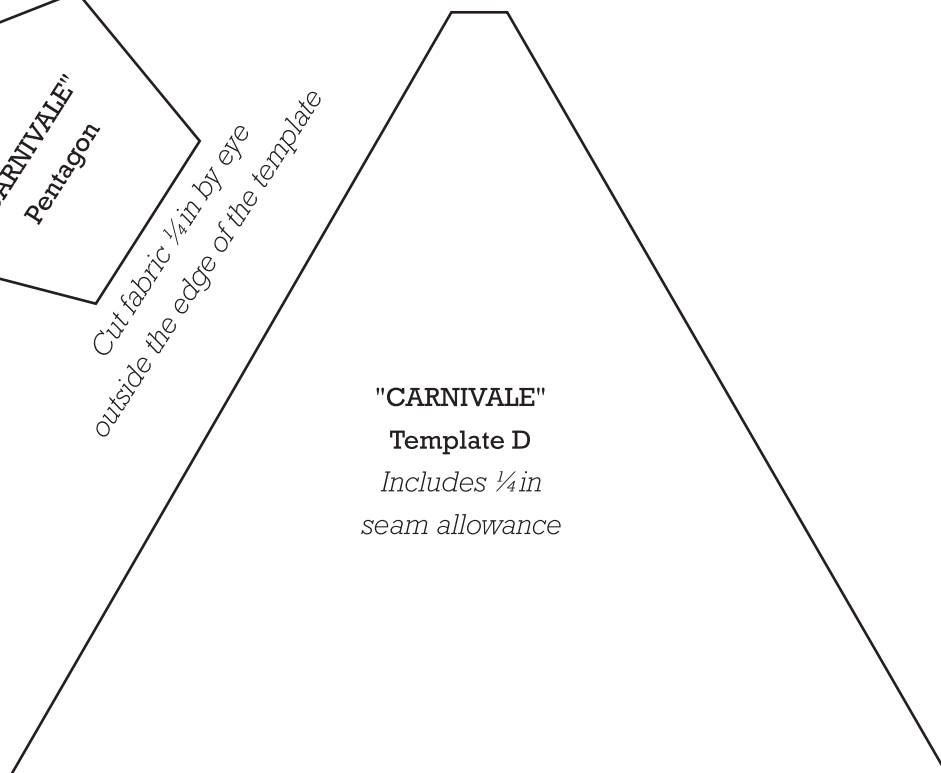 ARNIVALE"
Pentagon
Cut fabric ¼in by eye
outside the edge of the template
"CARNIVALE"
Template D
Includes ¼in
seam allowance